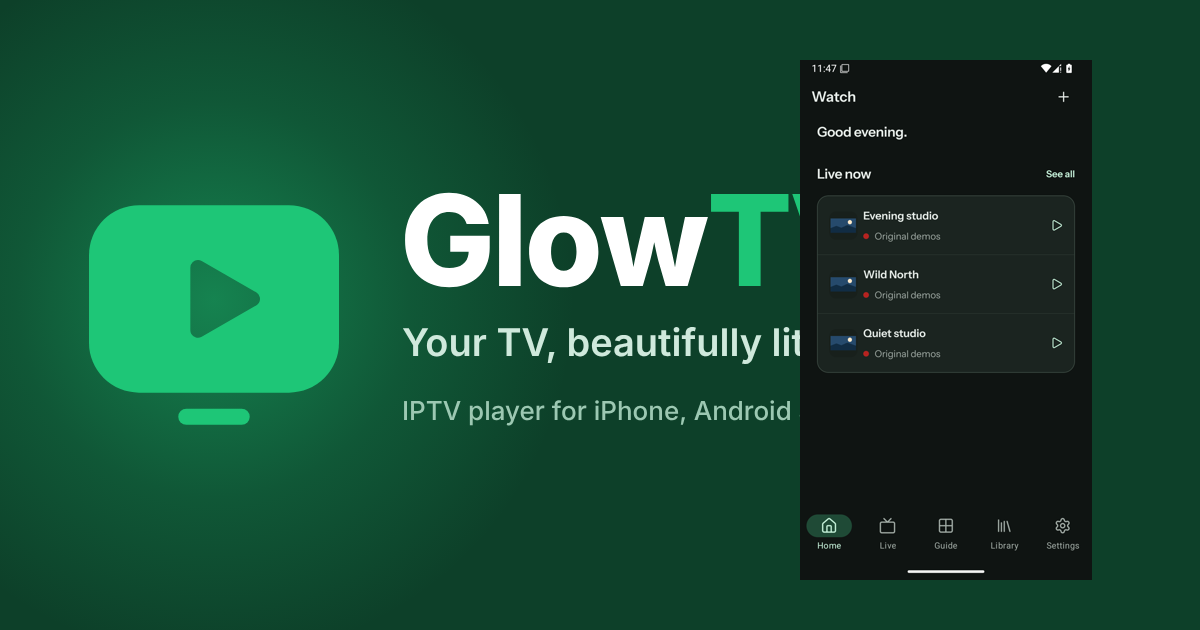 GlowT
Your TV, beautifully lit
IPTV player for iPhone, Android
11:47
Watch
Good evening.
Live now
See all
Evening studio
Original demos
Wild North
Original demos
Quiet studio
Original demos
Home
Live
Guide
Library
Settings